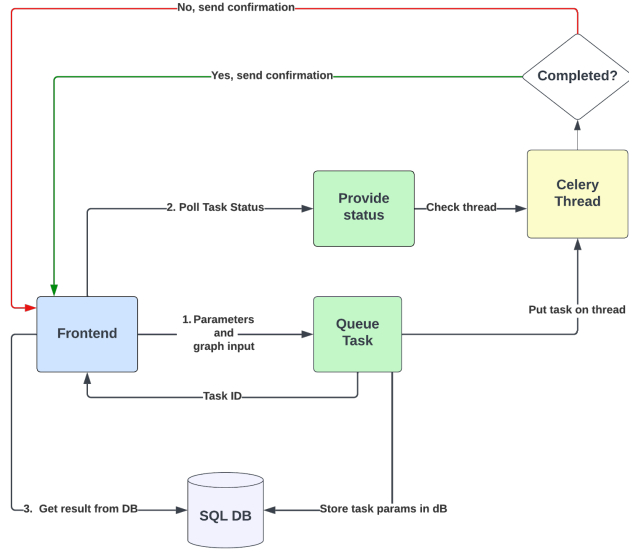 No, send confirmation
Yes, send confirmation
Completed?
Celery
Thread
Provide
status
2. Poll Task Status
Check thread
Put task on thread
1. Parameters
and
graph input
Frontend
Queue
Task
Task ID
3. Get result from DB
SQL DB
Store task params in dB